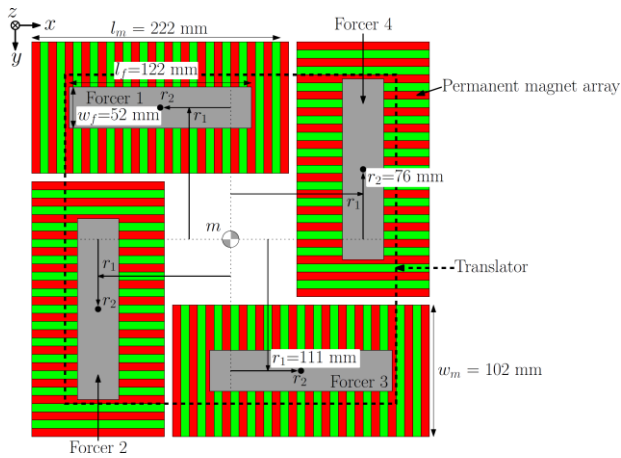 z
x
y
l_m = 222 mm
Forcer 4
l_f=122 mm
Permanent magnet array
Forcer 1
r_2
w_f=52 mm
r_1
r_2=76 mm
r_1
m
r_1
Translator
r_2
r_1=111 mm
w_m = 102 mm
r_2
Forcer 3
Forcer 2